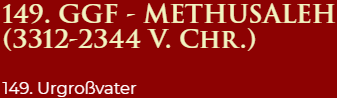 149. GGF - METHUSALEH
(3312-2344 V. CHR.)
149. Urgroßvater